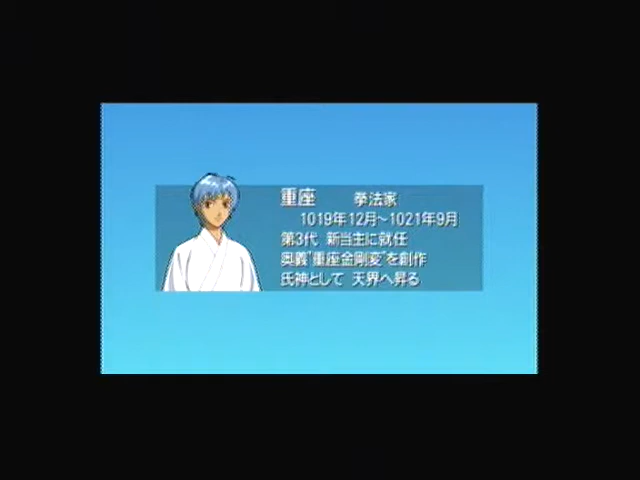 重座　拳法家
1019年12月～1021年9月
第3代 新当主に就任
奥義"重座金剛変"を創作
氏神として 天界へ昇る